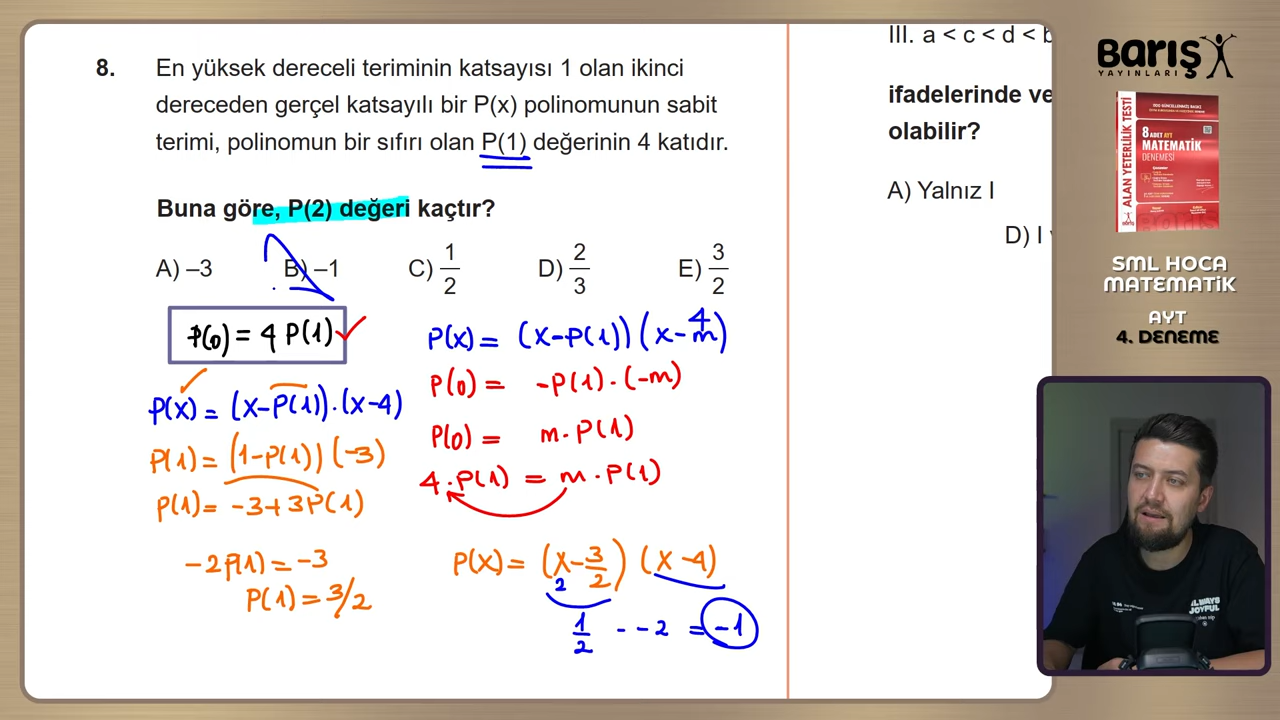 8. En yüksek dereceli teriminin katsayısı 1 olan ikinci
dereceden gerçel katsayılı bir P(x) polinomunun sabit
terimi, polinomun bir sıfırı olan P(1) değerinin 4 katıdır.
Buna göre, P(2) değeri kaçtır?
A) –3 B) –1 C) 1/2 D) 2/3 E) 3/2
P(0) = 4 P(1)
P(x) = (x-P(1)).(x-4)
P(1) = (1-P(1)) (-3)
P(1) = -3+3P(1)
-2P(1) = -3
P(1) = 3/2
P(x) = (x-P(1)) (x-m)
4
P(0) = -P(1).(-m)
P(0) = m.P(1)
4.P(1) = m.P(1)
P(x) = (x-3/2) (x-4)
2
1/2 . -2 = -1
III. a < c < d < b
ifadelerinde ve
olabilir?
A) Yalnız I
D) I
BARIŞ
YAYINLARI
ALAN YETERLİLİK TESTİ
8 ADET AYT
MATEMATİK
DENEMESİ
SML HOCA
MATEMATİK
AYT
4. DENEME
ALWAYS
JOYFUL